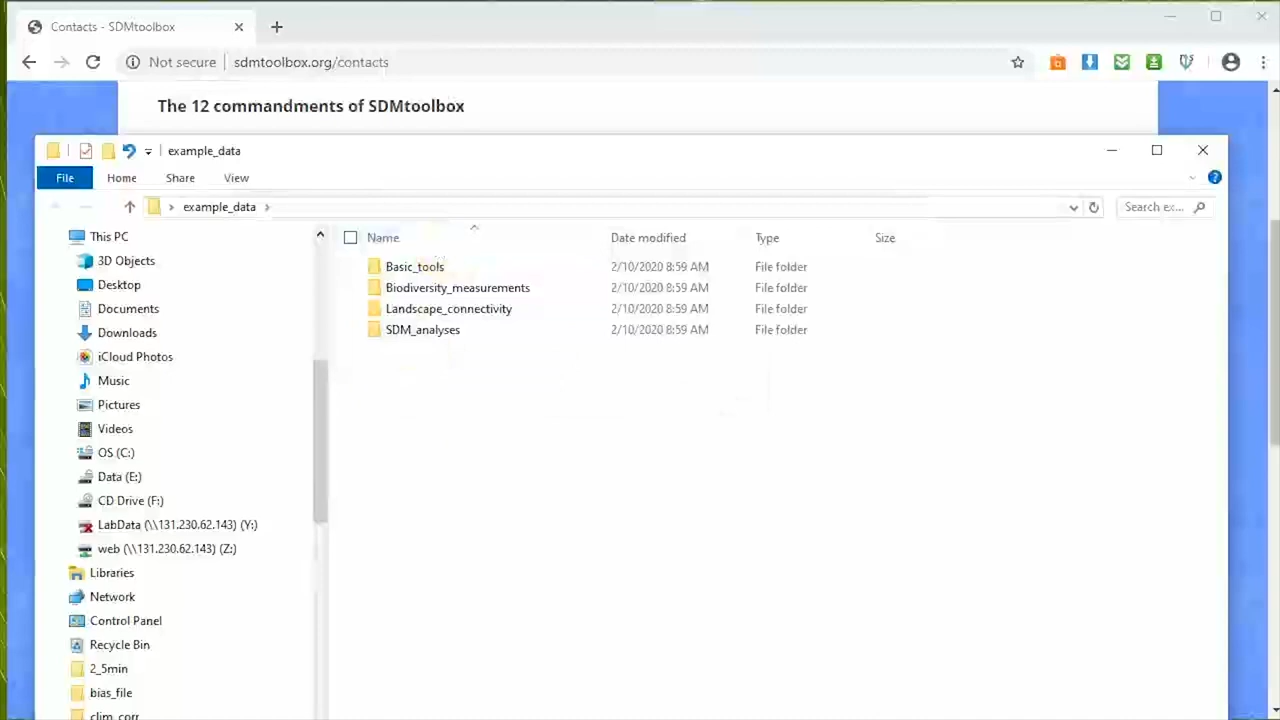 Contacts - SDMtoolbox
Not secure sdmtoolbox.org/contacts
The 12 commandments of SDMtoolbox
example_data
File Home Share View
example_data
Search ex...
Name Date modified Type Size
Basic_tools 2/10/2020 8:59 AM File folder
Biodiversity_measurements 2/10/2020 8:59 AM File folder
Landscape_connectivity 2/10/2020 8:59 AM File folder
SDM_analyses 2/10/2020 8:59 AM File folder
This PC
3D Objects
Desktop
Documents
Downloads
iCloud Photos
Music
Pictures
Videos
OS (C:)
Data (E:)
CD Drive (F:)
LabData (\\131.230.62.143) (Y:)
web (\\131.230.62.143) (Z:)
Libraries
Network
Control Panel
Recycle Bin
2_5min
bias_file
clim_corr